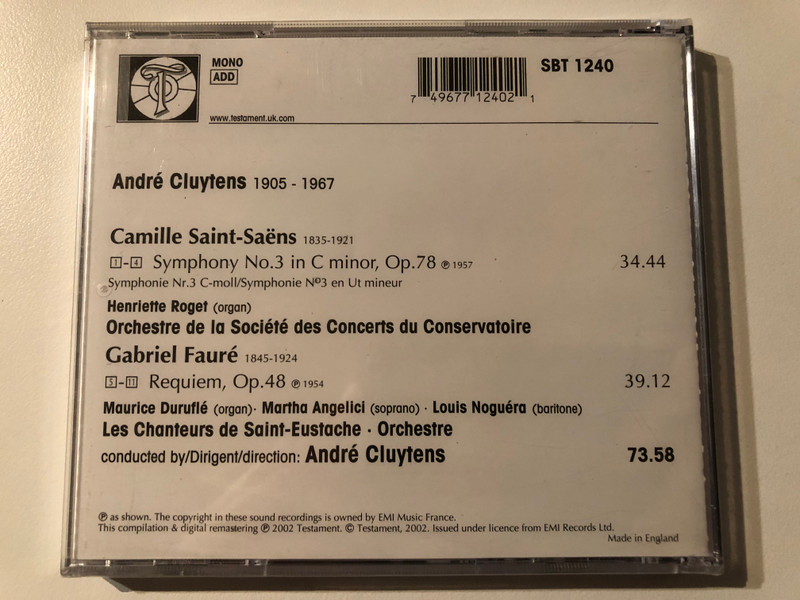 MONO
ADD
SBT 1240
7 49677 12402 1
www.testament.uk.com
André Cluytens 1905 - 1967
Camille Saint-Saëns 1835-1921
1-4 Symphony No.3 in C minor, Op.78 ℗ 1957 34.44
Symphonie Nr.3 C-moll/Symphonie Nº3 en Ut mineur
Henriette Roget (organ)
Orchestre de la Société des Concerts du Conservatoire
Gabriel Fauré 1845-1924
5-11 Requiem, Op.48 ℗ 1954 39.12
Maurice Duruflé (organ)· Martha Angelici (soprano) · Louis Noguéra (baritone)
Les Chanteurs de Saint-Eustache · Orchestre
conducted by/Dirigent/direction: André Cluytens 73.58
℗ as shown. The copyright in these sound recordings is owned by EMI Music France.
This compilation & digital remastering ℗ 2002 Testament. © Testament, 2002. Issued under licence from EMI Records Ltd.
Made in England